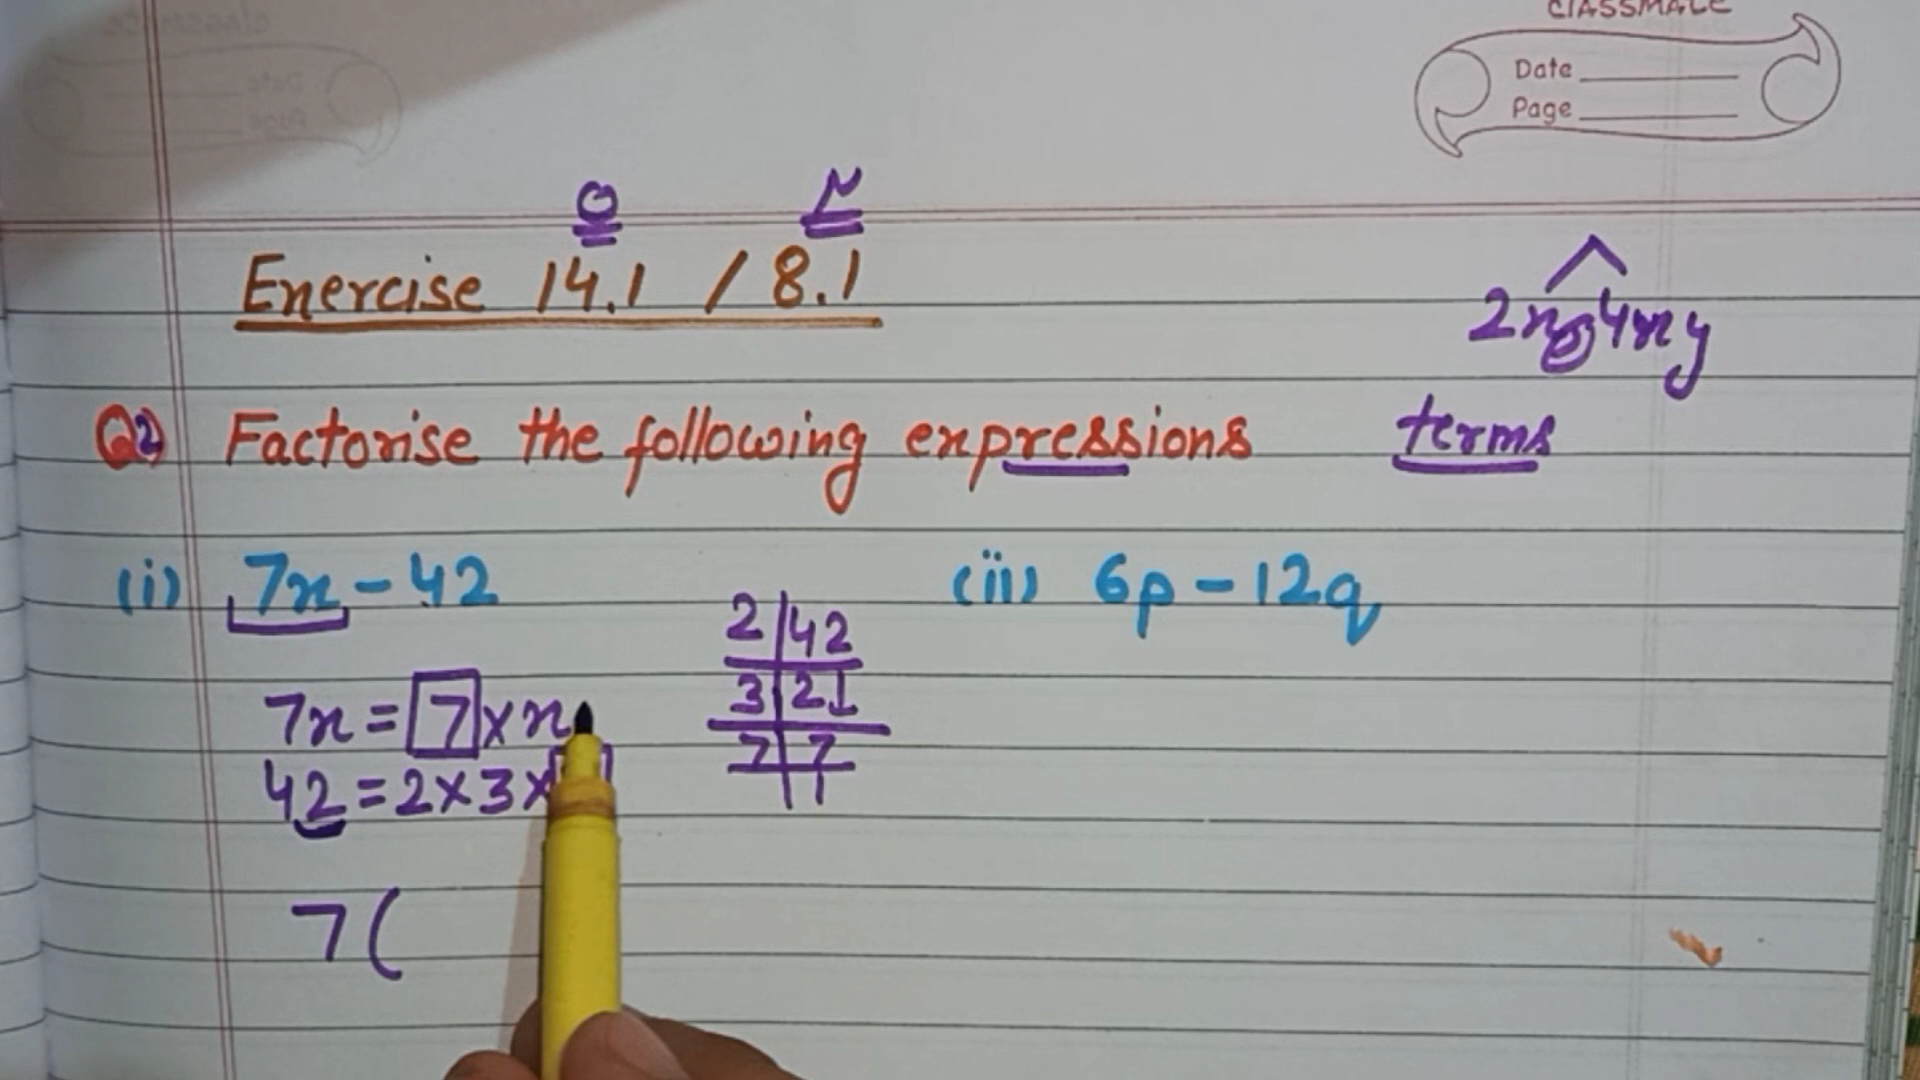 classmate
Date
Page
O N
Exercise 14.1 / 8.1
4xy
Q2) Factorise the following expressions terms
(i) 7x - 42
(ii) 6p - 12q
7x = 7 × x
42 = 2 × 3 ×
2 | 42
3 | 21
7 | 7
1
7 (